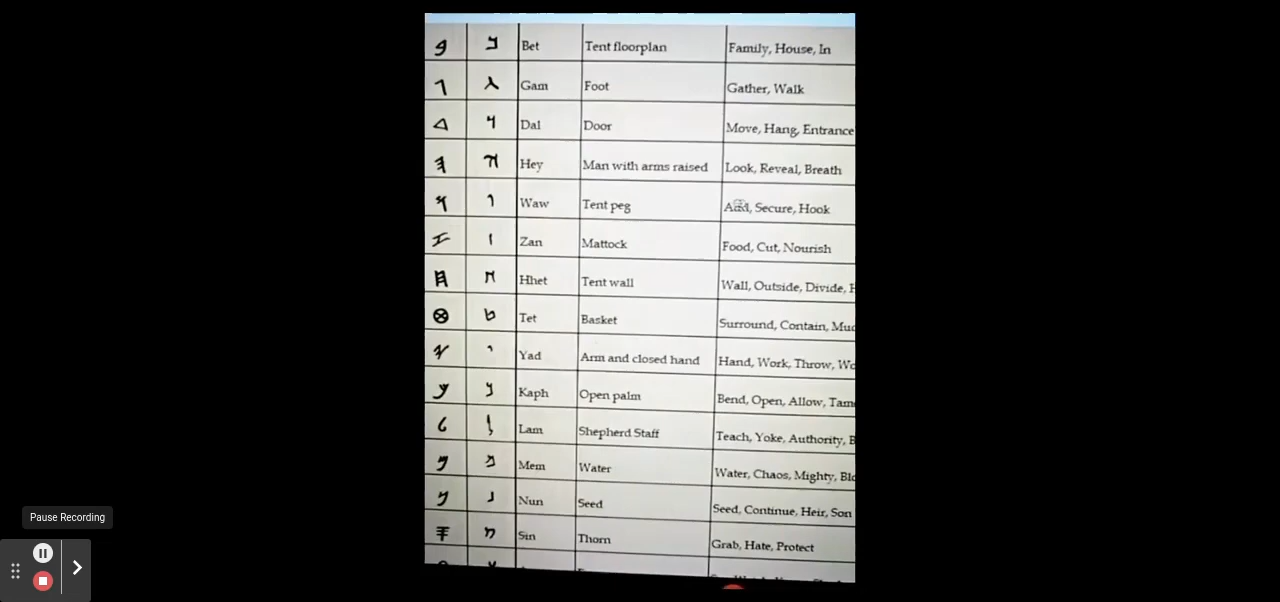 Bet Tent floorplan Family, House, In
Gam Foot Gather, Walk
Dal Door Move, Hang, Entrance
Hey Man with arms raised Look, Reveal, Breath
Waw Tent peg Add, Secure, Hook
Zan Mattock Food, Cut, Nourish
Hhet Tent wall Wall, Outside, Divide,
Tet Basket Surround, Contain,
Yad Arm and closed hand Hand, Work, Throw,
Kaph Open palm Bend, Open, Allow,
Lam Shepherd Staff Teach, Yoke, Authority,
Mem Water Water, Chaos, Mighty,
Nun Seed Seed, Continue, Heir, Son
Sin Thorn Grab, Hate, Protect
Pause Recording